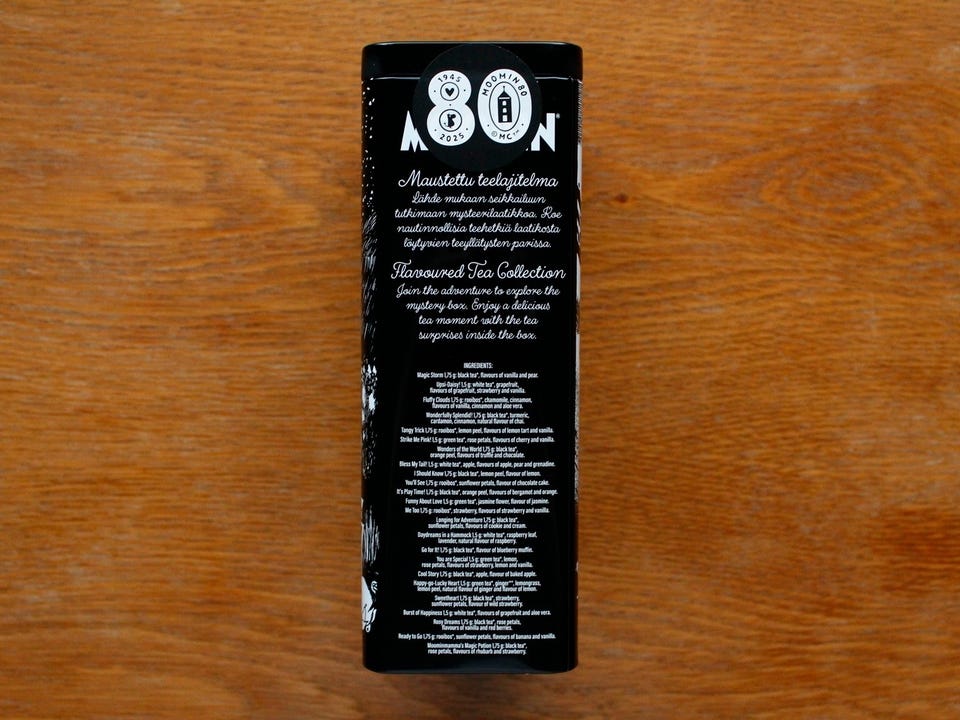 1945
2025
MOOMIN 80
©MC™
M N®
Maustettu teelajitelma
Lähde mukaan seikkailuun
tutkimaan mysteerilaatikkoa. Koe
nautinnollisia teehetkiä laatikosta
löytyvien teeyllätysten parissa.
Flavoured Tea Collection
Join the adventure to explore the
mystery box. Enjoy a delicious
tea moment with the tea
surprises inside the box.
INGREDIENTS:
Magic Storm 1,75 g: black tea*, flavours of vanilla and pear.
Upsi-Daisy! 1,5 g: white tea*, grapefruit,
flavours of grapefruit, strawberry and vanilla.
Fluffy Clouds 1,75 g: rooibos*, chamomile, cinnamon,
flavours of vanilla, cinnamon and aloe vera.
Wonderfully Splendid! 1,75 g: black tea*, turmeric,
cardamon, cinnamon, natural flavour of chai.
Tangy Trick 1,75 g: rooibos*, lemon peel, flavours of lemon tart and vanilla.
Strike Me Pink! 1,5 g: green tea*, rose petals, flavours of cherry and vanilla.
Wonders of the World 1,75 g: black tea*,
orange peel, flavours of truffle and chocolate.
Bless My Tail! 1,5 g: white tea*, apple, flavours of apple, pear and grenadine.
I Should Know 1,75 g: black tea*, lemon peel, flavour of lemon.
You'll See 1,75 g: rooibos*, sunflower petals, flavour of chocolate cake.
It's Play Time! 1,75 g: black tea*, orange peel, flavours of bergamot and orange.
Funny About Love 1,5 g: green tea*, jasmine flower, flavour of jasmine.
Me Too 1,75 g: rooibos*, strawberry, flavours of strawberry and vanilla.
Longing for Adventure 1,75 g: black tea*,
sunflower petals, flavours of cookie and cream.
Daydreams in a Hammock 1,5 g: white tea*, raspberry leaf,
lavender, natural flavour of raspberry.
Go for It! 1,75 g: black tea*, flavour of blueberry muffin.
You are Special 1,5 g: green tea*, lemon,
rose petals, flavours of strawberry, lemon and vanilla.
Cool Story 1,75 g: black tea*, apple, flavour of baked apple.
Happy-go-Lucky Heart 1,5 g: green tea*, ginger**, lemongrass,
lemon peel, natural flavour of ginger and flavour of lemon.
Sweetheart 1,75 g: black tea*, strawberry,
sunflower petals, flavour of wild strawberry.
Burst of Happiness 1,5 g: white tea*, flavours of grapefruit and aloe vera.
Rosy Dreams 1,75 g: black tea*, rose petals,
flavours of vanilla and red berries.
Ready to Go 1,75 g: rooibos*, sunflower petals, flavours of banana and vanilla.
Moominmamma's Magic Potion 1,75 g: black tea*,
rose petals, flavours of rhubarb and strawberry.